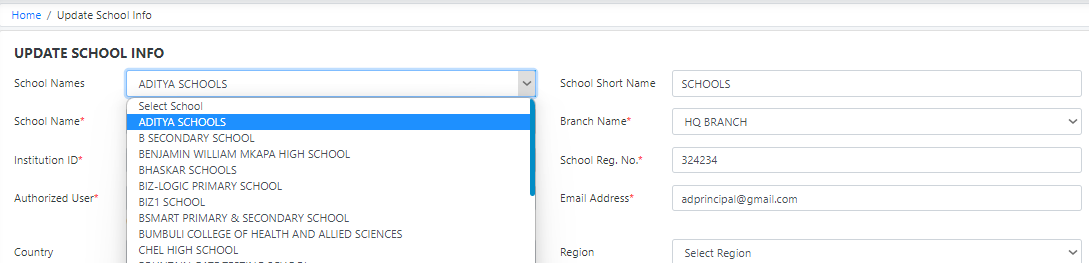 Home / Update School Info
UPDATE SCHOOL INFO
School Names
ADITYA SCHOOLS
School Short Name
SCHOOLS
Select School
ADITYA SCHOOLS
B SECONDARY SCHOOL
BENJAMIN WILLIAM MKAPA HIGH SCHOOL
BHASKAR SCHOOLS
BIZ-LOGIC PRIMARY SCHOOL
BIZ1 SCHOOL
BSMART PRIMARY & SECONDARY SCHOOL
BUMBULI COLLEGE OF HEALTH AND ALLIED SCIENCES
CHEL HIGH SCHOOL
School Name*
Branch Name*
HQ BRANCH
Institution ID*
School Reg. No.*
324234
Authorized User*
Email Address*
adprincipal@gmail.com
Country
Region
Select Region